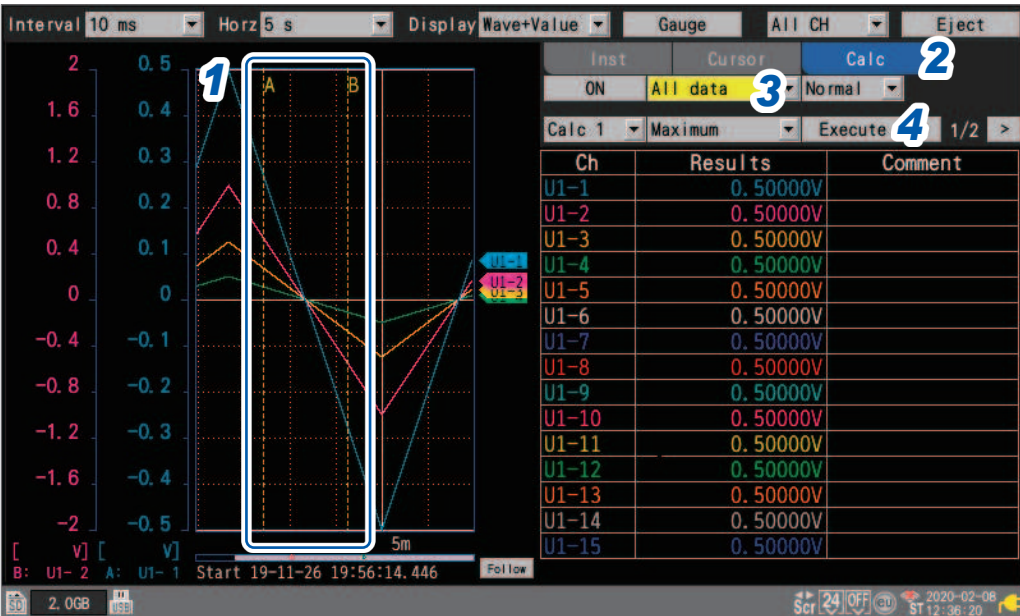 Interval 10 ms Horz 5 s Display Wave+Value Gauge All CH Eject
Inst Cursor Calc 2
ON All data 3 Normal
Calc 1 Maximum Execute 4 1/2 >
Ch Results Comment
U1-1 0.50000V
U1-2 0.50000V
U1-3 0.50000V
U1-4 0.50000V
U1-5 0.50000V
U1-6 0.50000V
U1-7 0.50000V
U1-8 0.50000V
U1-9 0.50000V
U1-10 0.50000V
U1-11 0.50000V
U1-12 0.50000V
U1-13 0.50000V
U1-14 0.50000V
U1-15 0.50000V
2 0.5 1 A B
1.6 0.4
1.2 0.3
0.8 0.2
0.4 0.1
U1-1
U1-2
U1-3
0 0
-0.4 -0.1
-0.8 -0.2
-1.2 -0.3
-1.6 -0.4
-2 -0.5
5m
[ V] [ V]
B: U1- 2 A: U1- 1 Start 19-11-26 19:56:14.446 Follow
SD 2.0GB USB Scr 24 OFF 2020-02-08
ST 12:36:20